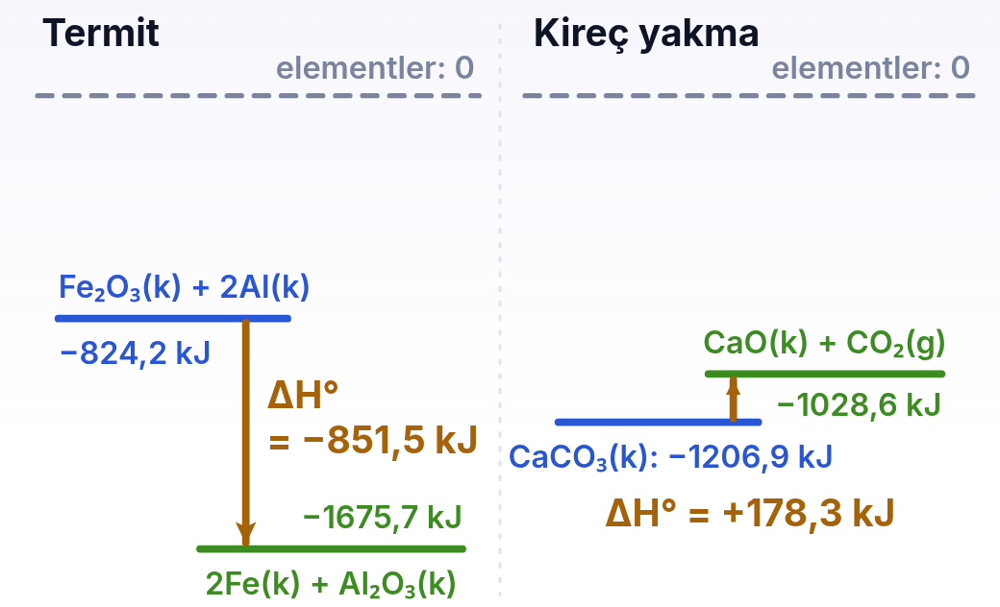 Termit
elementler: 0
Fe₂O₃(k) + 2Al(k)
−824,2 kJ
ΔH°
= −851,5 kJ
−1675,7 kJ
2Fe(k) + Al₂O₃(k)
Kireç yakma
elementler: 0
CaO(k) + CO₂(g)
−1028,6 kJ
CaCO₃(k): −1206,9 kJ
ΔH° = +178,3 kJ